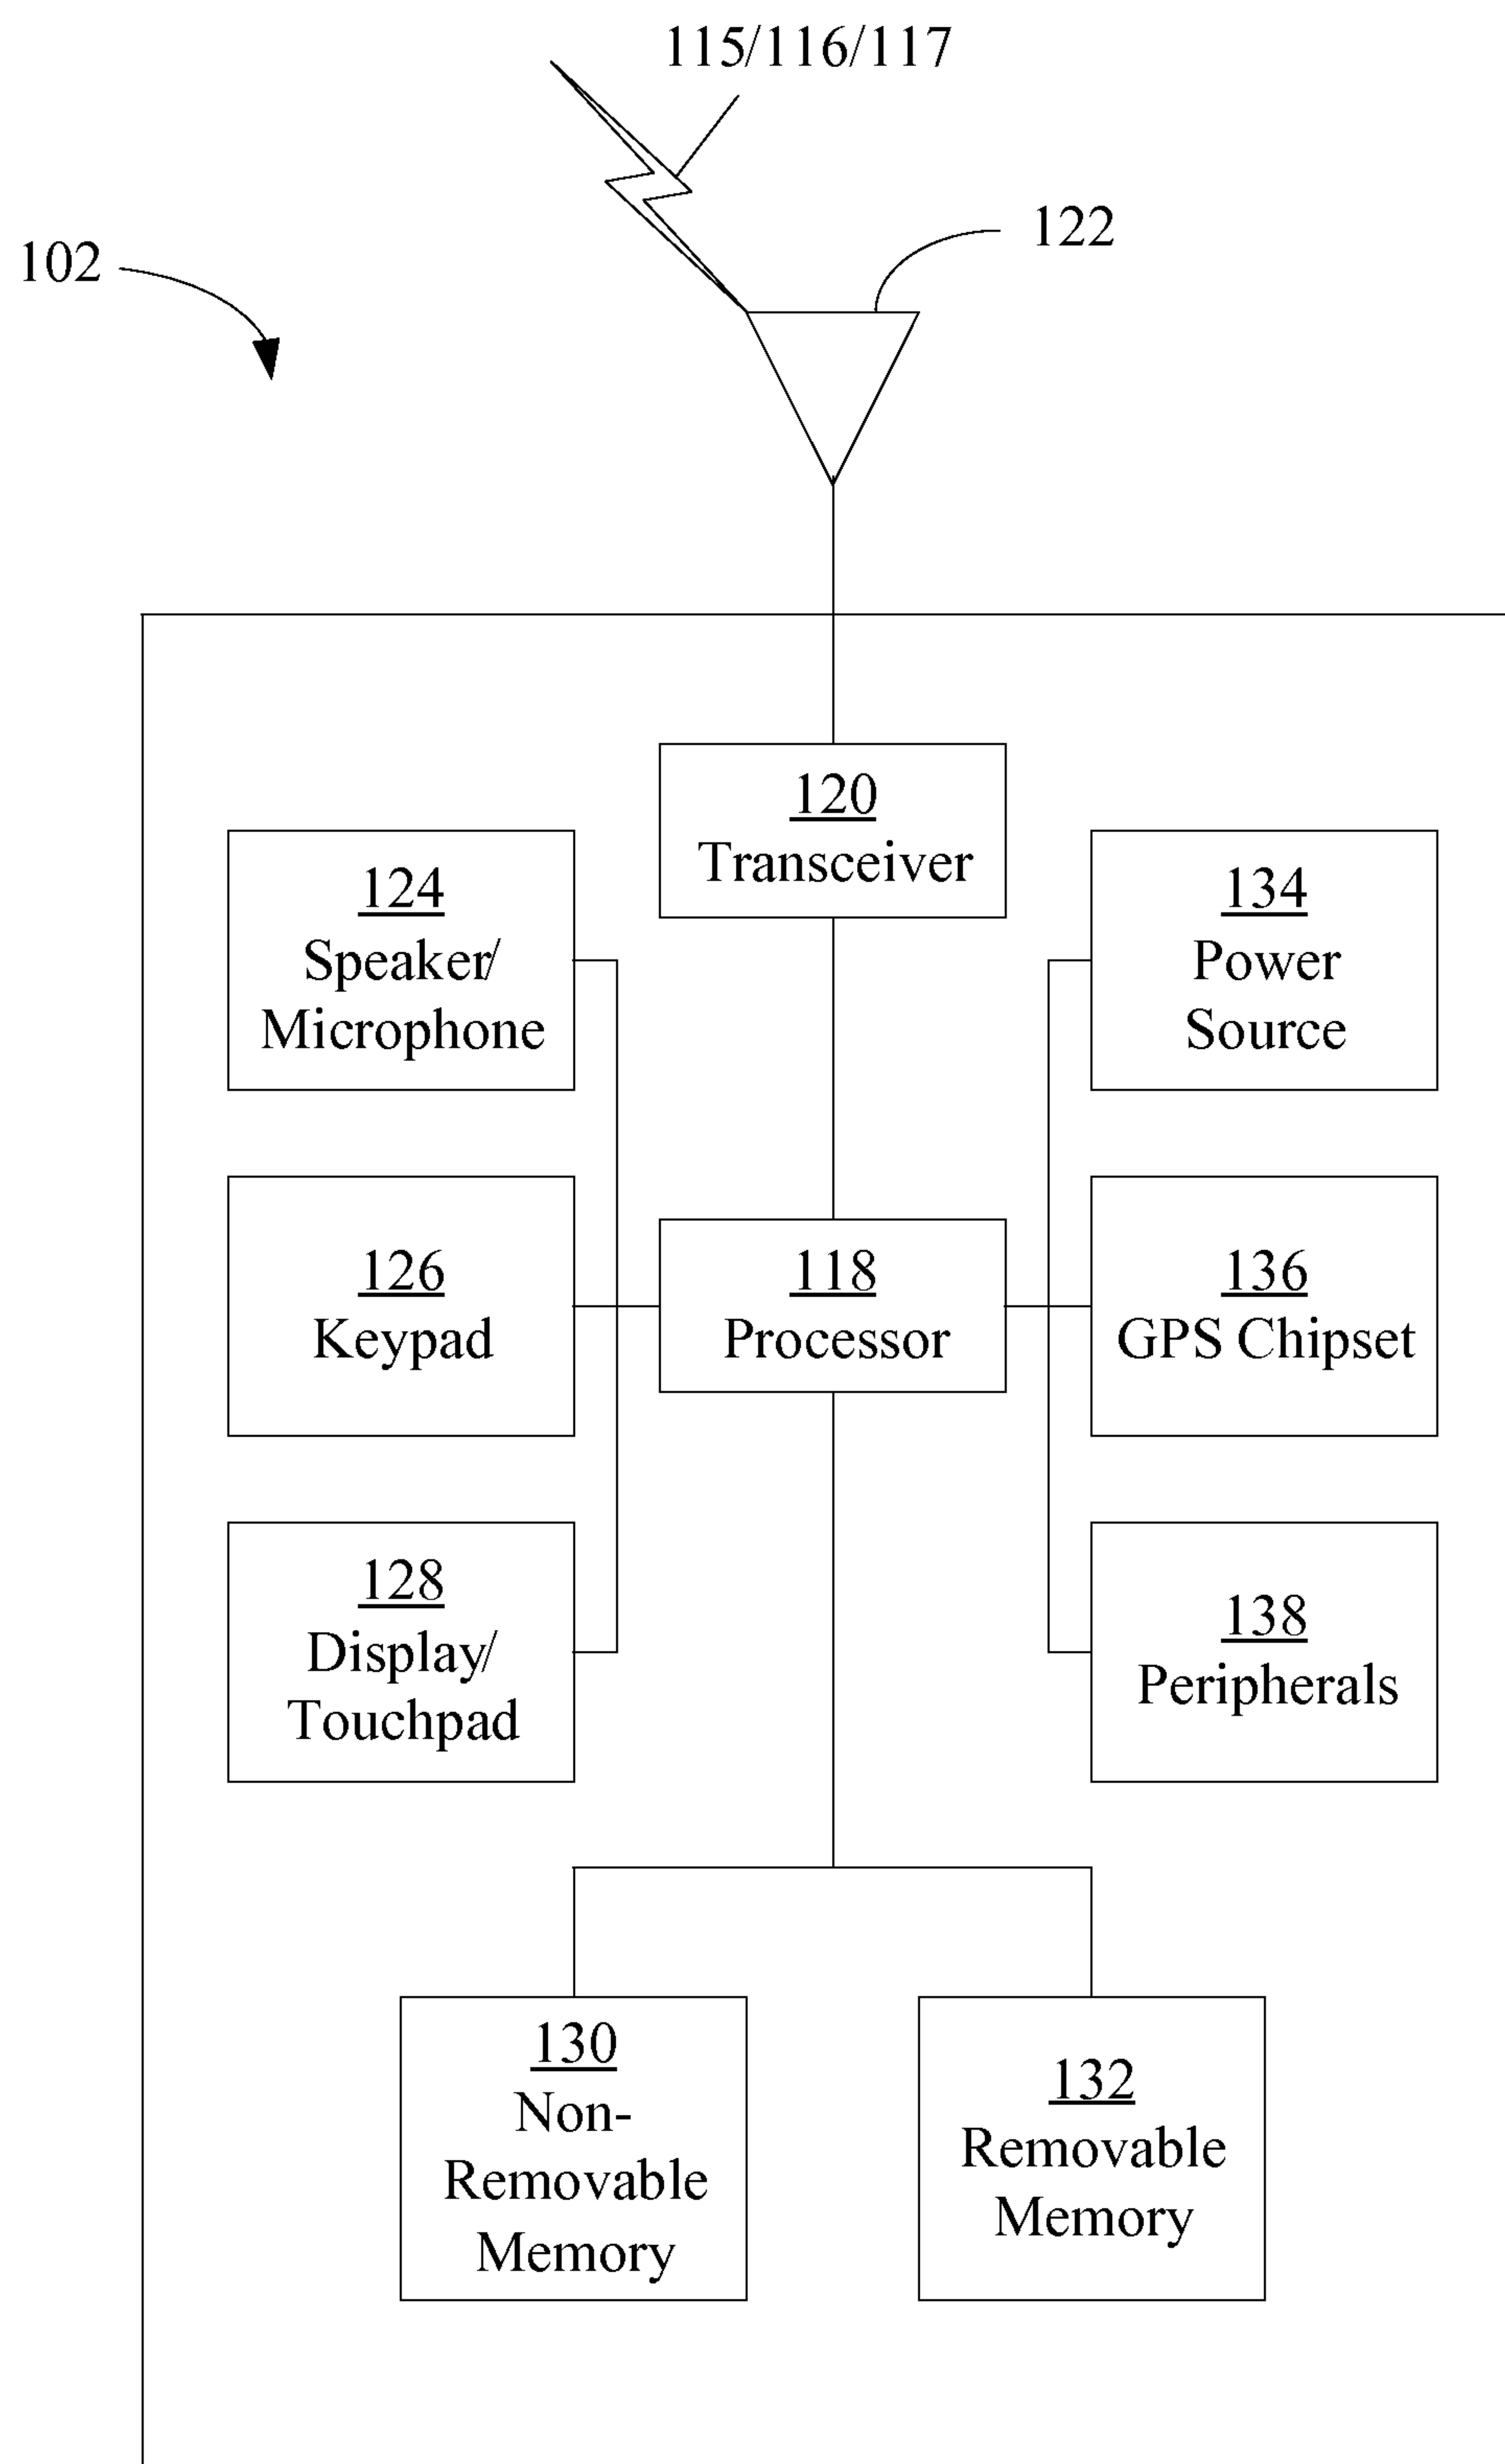 115/116/117
122
102
120
Transceiver
124
Speaker/
Microphone
134
Power
Source
126
Keypad
118
Processor
136
GPS Chipset
128
Display/
Touchpad
138
Peripherals
130
Non-
Removable
Memory
132
Removable
Memory